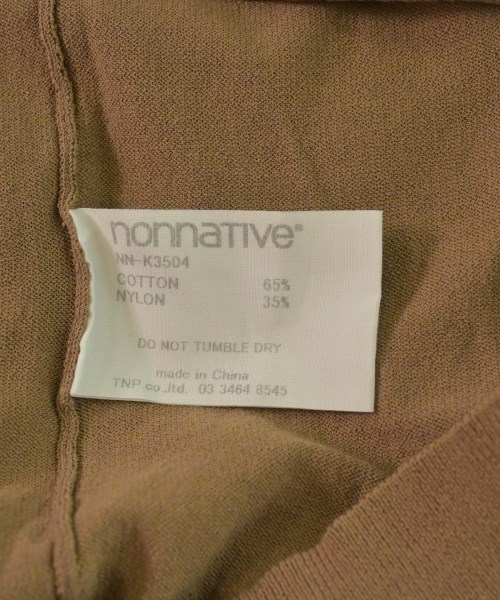 nonnative®
NN-K3504
COTTON 65%
NYLON 35%
DO NOT TUMBLE DRY
made in China
TNP.co.,ltd. 03 3464 8545